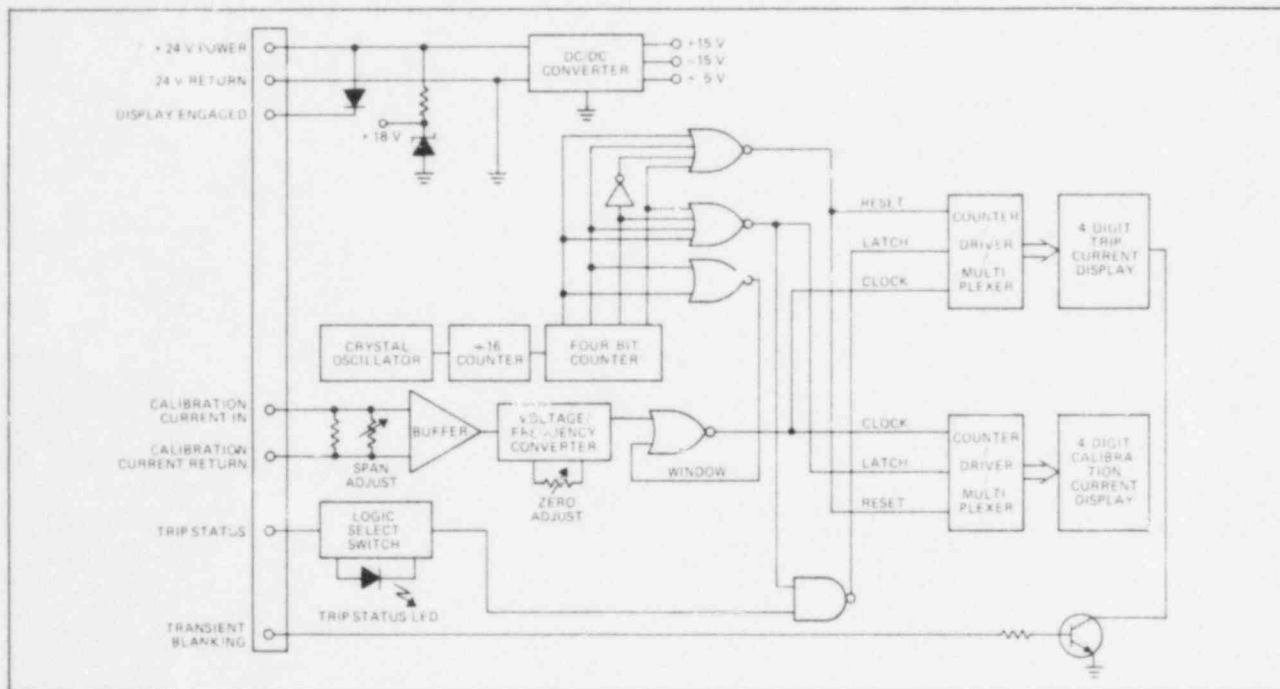 + 24 V POWER
24 V RETURN
DISPLAY ENGAGED
+ 18 V
DC/DC
CONVERTER
+15 V
-15 V
+ 5 V
CRYSTAL
OSCILLATOR
÷16
COUNTER
FOUR BIT
COUNTER
RESET
LATCH
CLOCK
COUNTER
DRIVER
MULTI
PLEXER
4 DIGIT
TRIP
CURRENT
DISPLAY
CALIBRATION
CURRENT IN
CALIBRATION
CURRENT RETURN
SPAN
ADJUST
BUFFER
VOLTAGE/
FREQUENCY
CONVERTER
ZERO
ADJUST
WINDOW
CLOCK
LATCH
RESET
COUNTER
DRIVER
MULTI
PLEXER
4 DIGIT
CALIBRA
TION
CURRENT
DISPLAY
TRIP STATUS
LOGIC
SELECT
SWITCH
TRIP STATUS LED
TRANSIENT
BLANKING